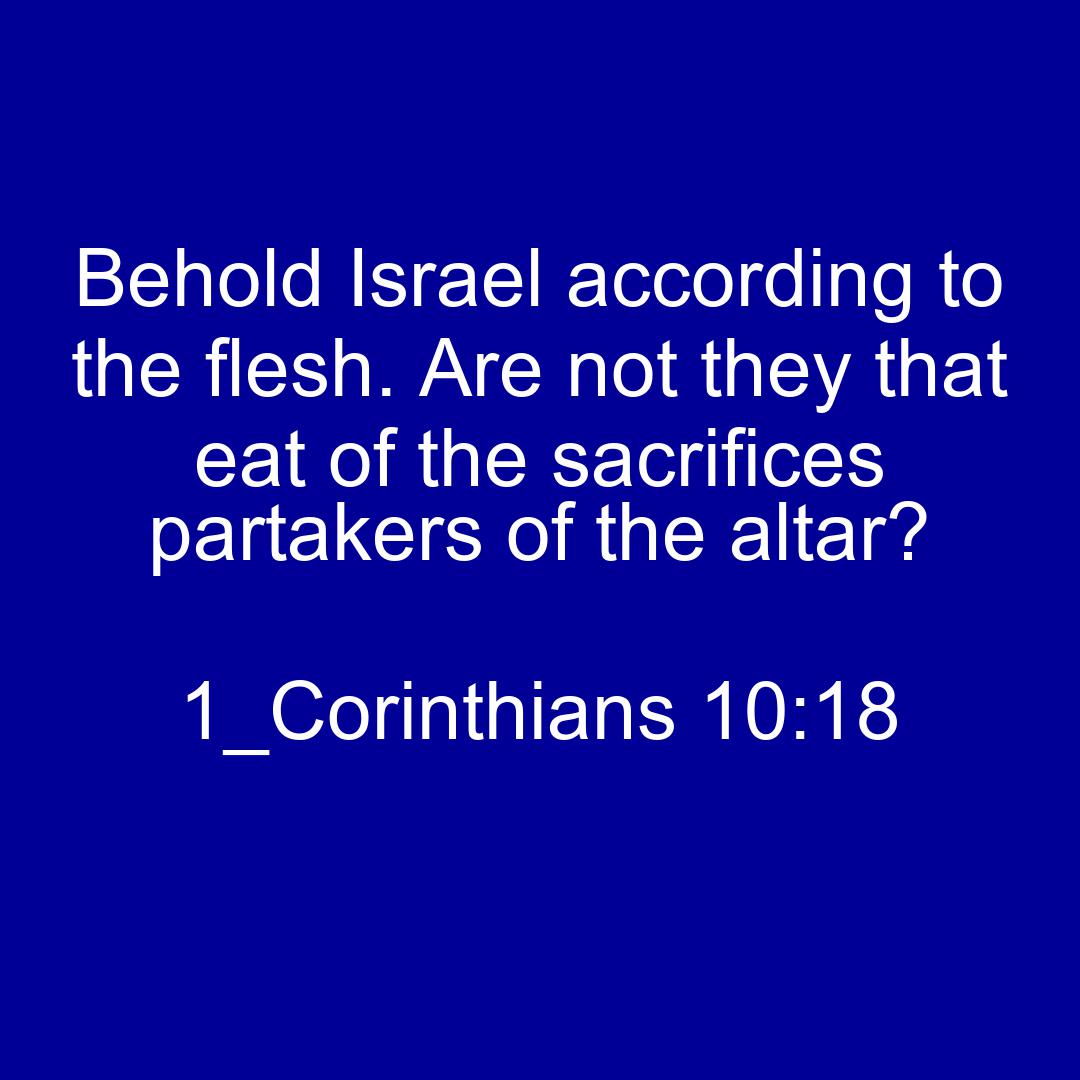 Behold Israel according to
the flesh. Are not they that
eat of the sacrifices
partakers of the altar?
1_Corinthians 10:18